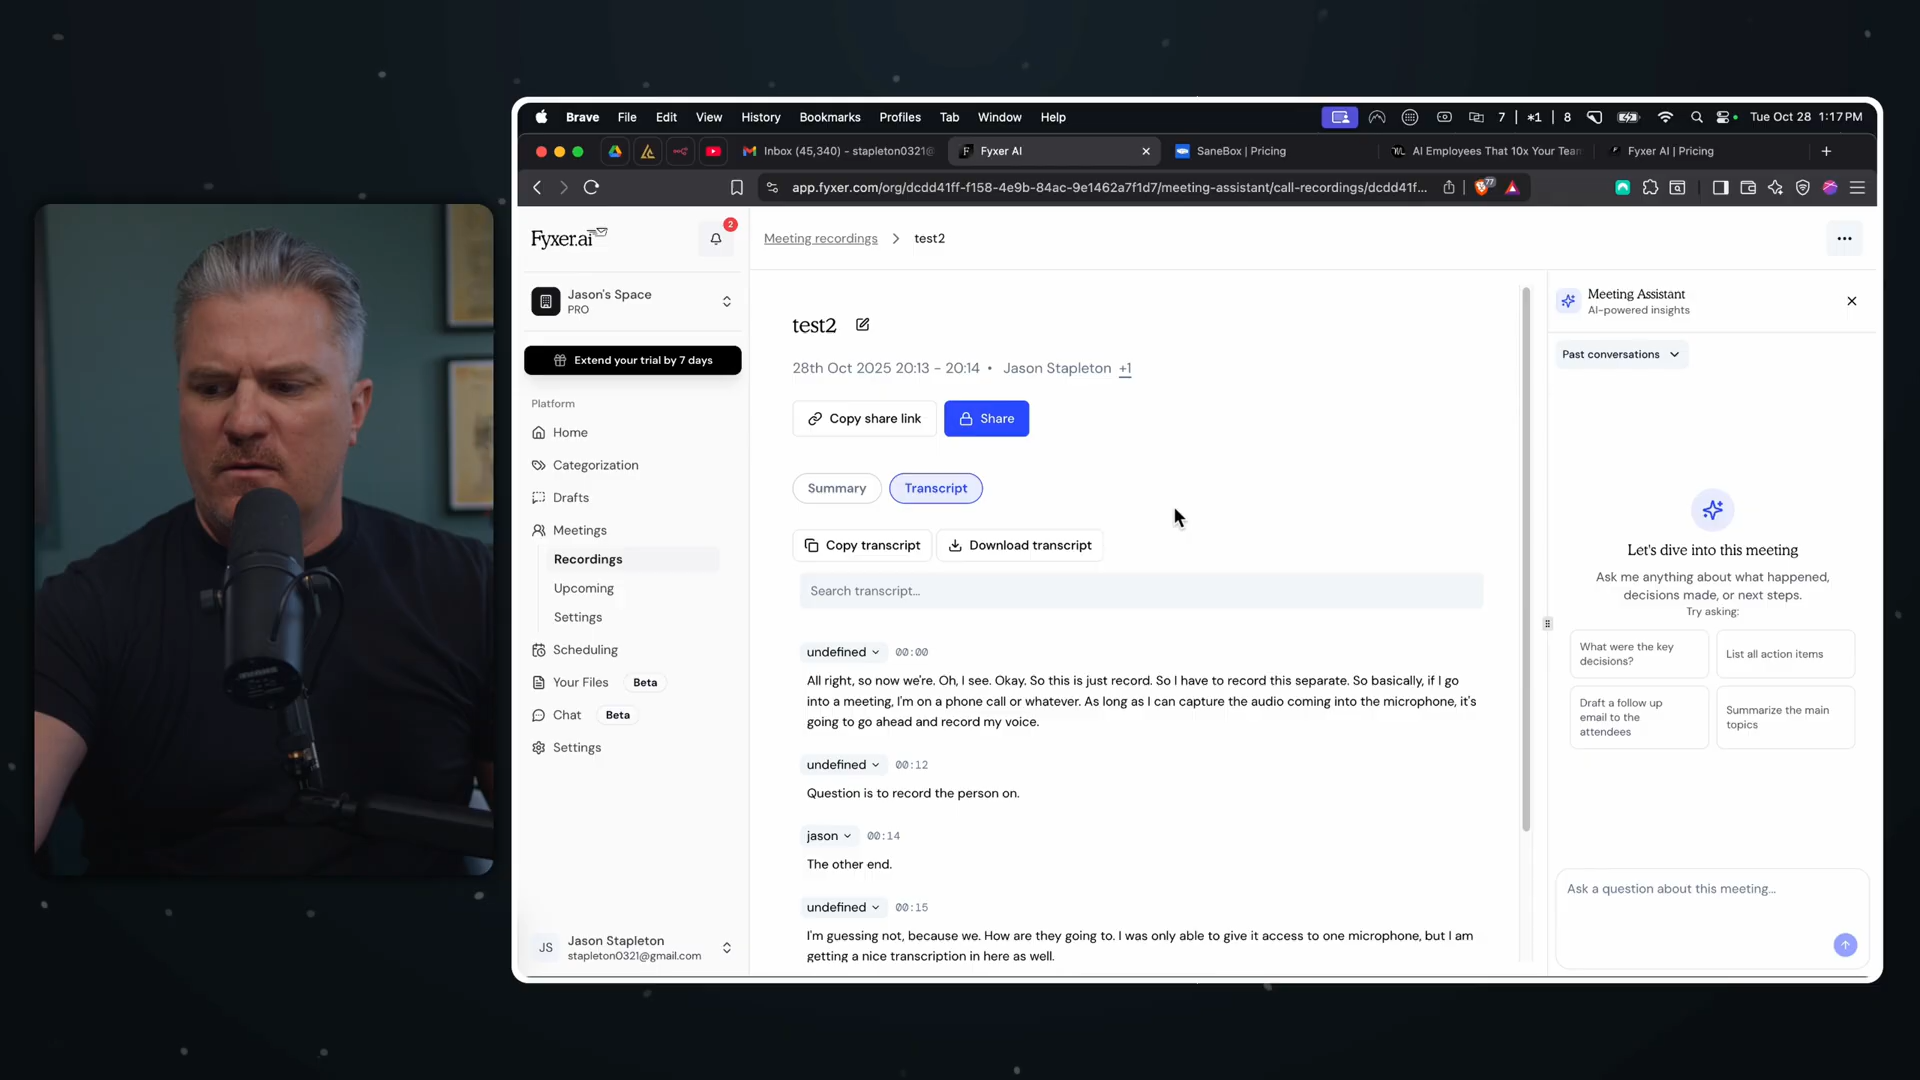 Brave File Edit View History Bookmarks Profiles Tab Window Help 7 *1 8 Tue Oct 28 1:17 PM
Inbox (45,340) - stapleton0321@ Fyxer AI SaneBox | Pricing AI Employees That 10x Your Team Fyxer AI | Pricing
app.fyxer.com/org/dcdd41ff-f158-4e9b-84ac-9e1462a7f1d7/meeting-assistant/call-recordings/dcdd41f... 77
Fyxer.ai 2
Jason's Space
PRO
Extend your trial by 7 days
Platform
Home
Categorization
Drafts
Meetings
Recordings
Upcoming
Settings
Scheduling
Your Files Beta
Chat Beta
Settings
JS
Jason Stapleton
stapleton0321@gmail.com
Meeting recordings > test2
test2
28th Oct 2025 20:13 - 20:14 • Jason Stapleton +1
Copy share link Share
Summary Transcript
Copy transcript Download transcript
Search transcript...
undefined 00:00
All right, so now we're. Oh, I see. Okay. So this is just record. So I have to record this separate. So basically, if I go
into a meeting, I'm on a phone call or whatever. As long as I can capture the audio coming into the microphone, it's
going to go ahead and record my voice.
undefined 00:12
Question is to record the person on.
jason 00:14
The other end.
undefined 00:15
I'm guessing not, because we. How are they going to. I was only able to give it access to one microphone, but I am
getting a nice transcription in here as well.
Meeting Assistant
AI-powered insights
Past conversations
Let's dive into this meeting
Ask me anything about what happened,
decisions made, or next steps.
Try asking:
What were the key
decisions?
List all action items
Draft a follow up
email to the
attendees
Summarize the main
topics
Ask a question about this meeting...